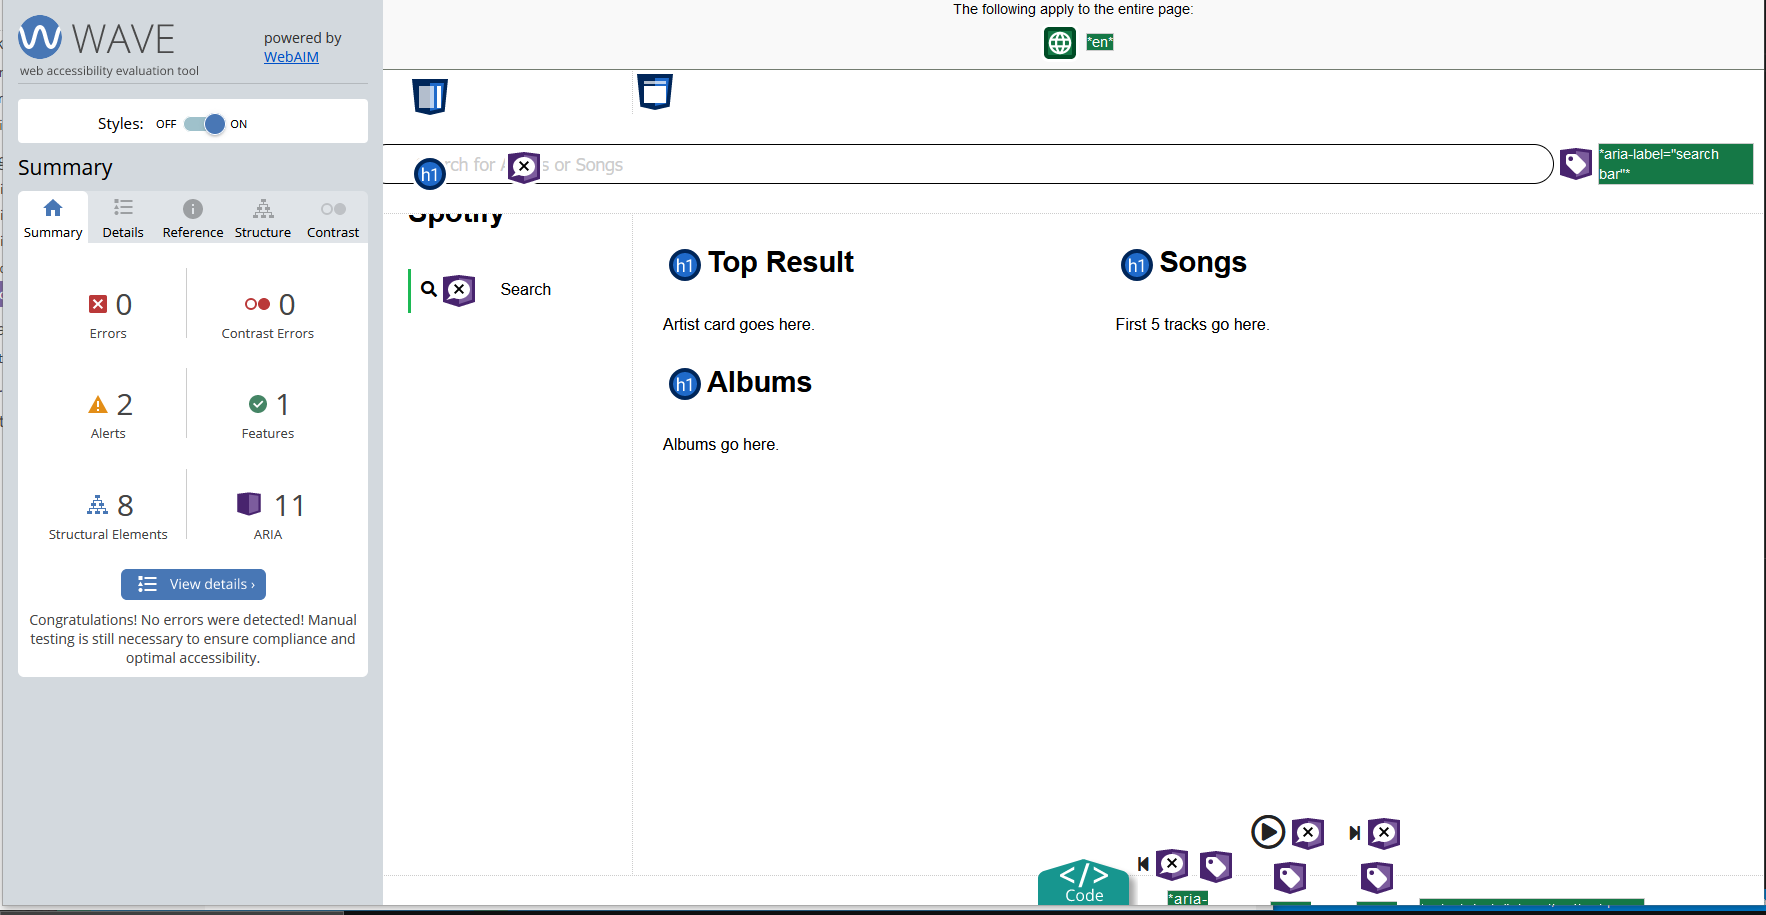 WAVE
web accessibility evaluation tool
powered by
WebAIM
Styles: OFF ON
Summary
Summary Details Reference Structure Contrast
0
Errors
0
Contrast Errors
2
Alerts
1
Features
8
Structural Elements
11
ARIA
View details ›
Congratulations! No errors were detected! Manual
testing is still necessary to ensure compliance and
optimal accessibility.
The following apply to the entire page:
*en*
h1
rch for A s or Songs
*aria-label="search
bar"*
Spotify
Search
h1 Top Result
Artist card goes here.
h1 Songs
First 5 tracks go here.
h1 Albums
Albums go here.
</>
Code
*aria-